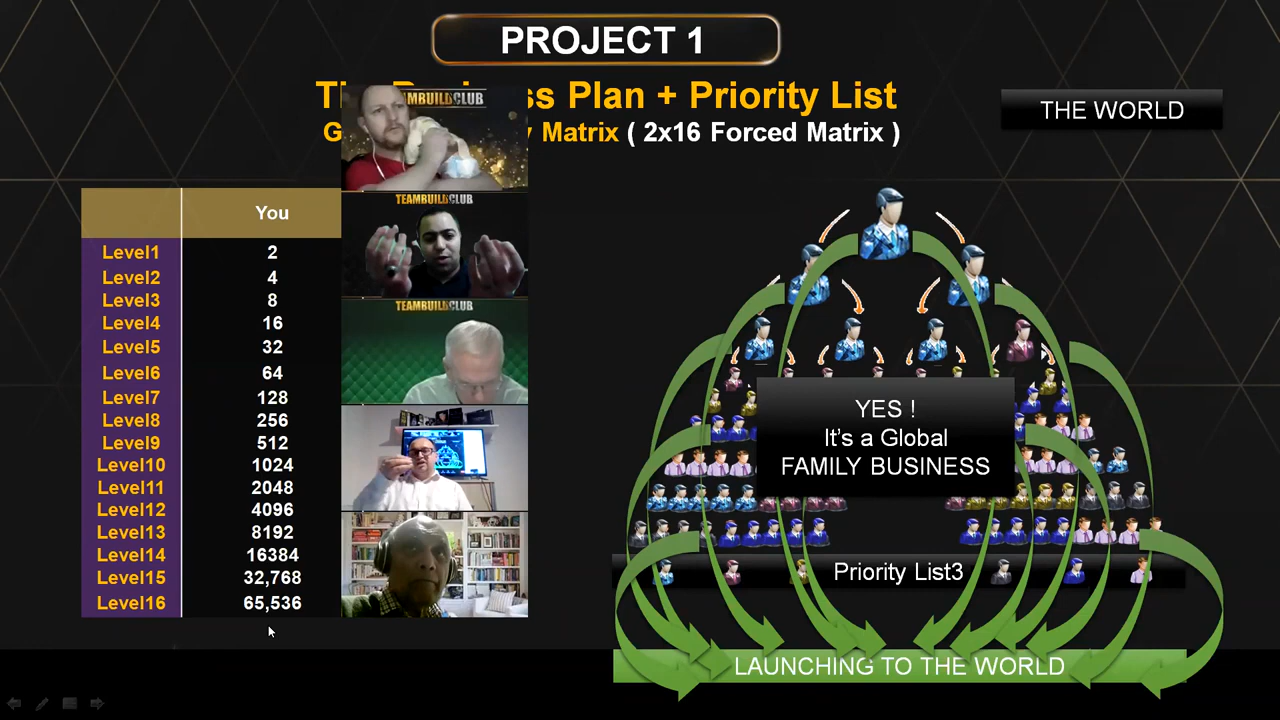 PROJECT 1
ss Plan + Priority List
Matrix ( 2x16 Forced Matrix )
THE WORLD
You
Level1 2
Level2 4
Level3 8
Level4 16
Level5 32
Level6 64
Level7 128
Level8 256
Level9 512
Level10 1024
Level11 2048
Level12 4096
Level13 8192
Level14 16384
Level15 32,768
Level16 65,536
TEAMBUILDCLUB
TEAMBUILDCLUB
TEAMBUILDCLUB
YES !
It's a Global
FAMILY BUSINESS
Priority List3
LAUNCHING TO THE WORLD